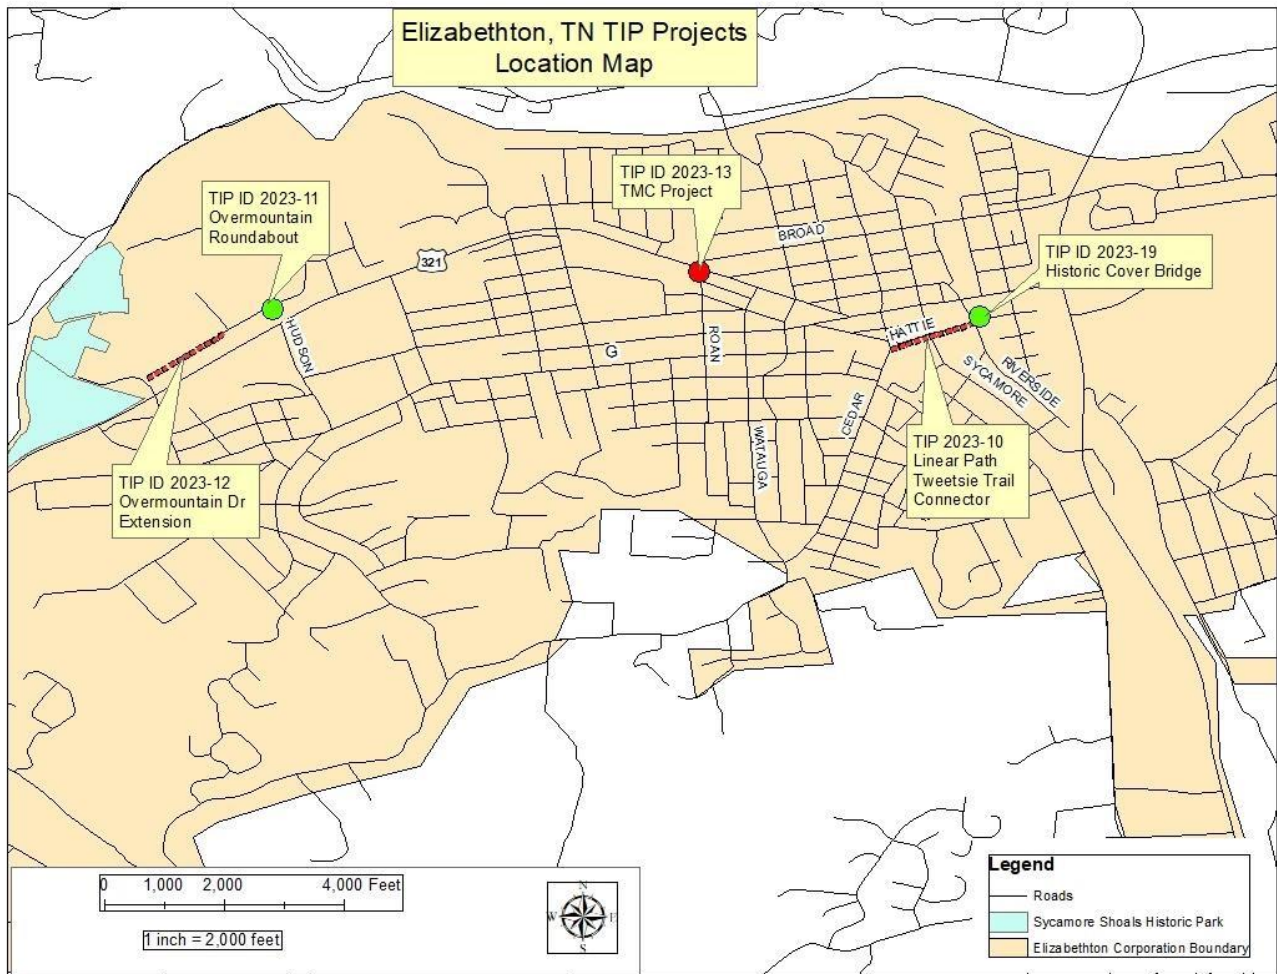 Elizabethton, TN TIP Projects
Location Map
TIP ID 2023-13
TMC Project
TIP ID 2023-11
Overmountain
Roundabout
BROAD
TIP ID 2023-19
Historic Cover Bridge
321
HUDSON
G
ROAN
HATTIE
SYCAMORE
RIVERSIDE
CEDAR
WATAUGA
TIP 2023-10
Linear Path
Tweetsie Trail
Connector
TIP ID 2023-12
Overmountain Dr
Extension
0 1,000 2,000 4,000 Feet
1 inch = 2,000 feet
N
W E
S
Legend
Roads
Sycamore Shoals Historic Park
Elizabethton Corporation Boundary